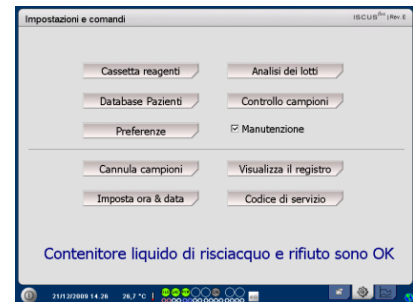 Impostazioni e comandi
ISCUSflex | Rev. E
Cassetta reagenti
Analisi dei lotti
Database Pazienti
Controllo campioni
Preferenze
Manutenzione
Cannula campioni
Visualizza il registro
Imposta ora & data
Codice di servizio
Contenitore liquido di risciacquo e rifiuto sono OK
21/12/2009 14.26 26,7 °C